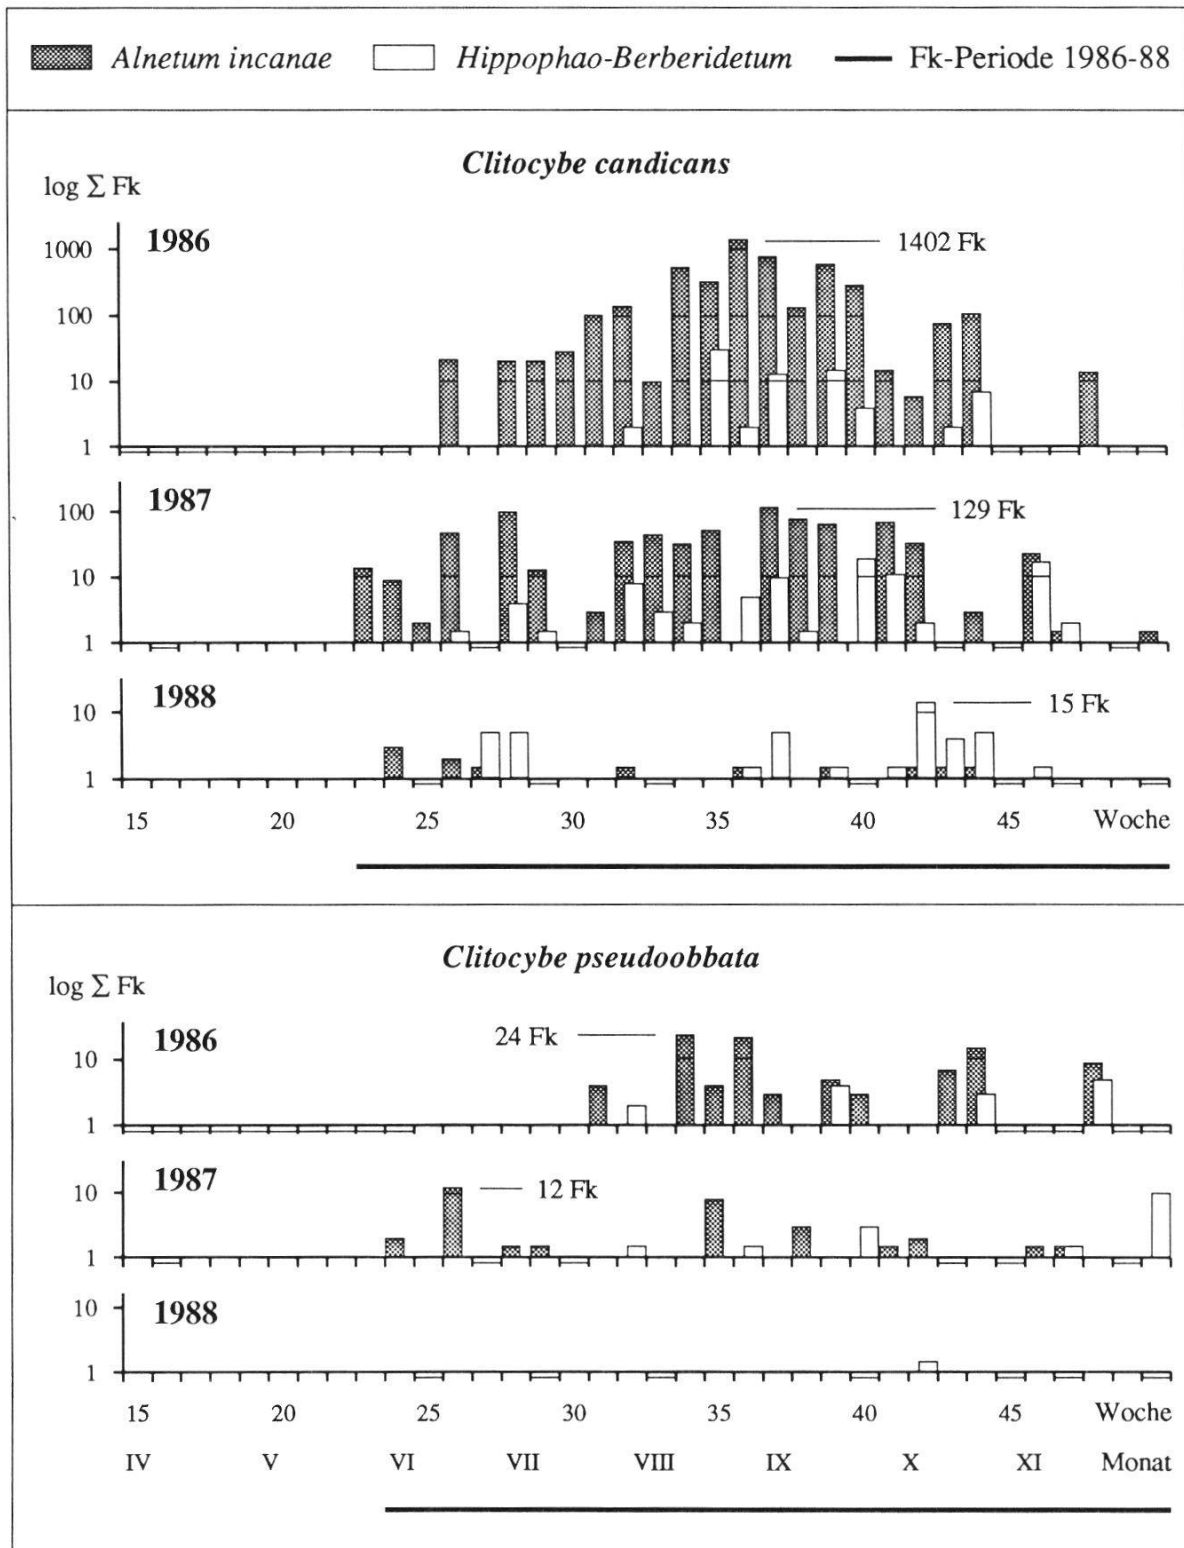 Alnetum incanae Hippophao-Berberidetum Fk-Periode 1986-88
Clitocybe candicans
log ∑ Fk
1986
1402 Fk
1000
100
10
1
1987
129 Fk
100
10
1
1988
15 Fk
10
1
15 20 25 30 35 40 45 Woche
Clitocybe pseudoobbata
log ∑ Fk
1986
24 Fk
10
1
1987
12 Fk
10
1
1988
10
1
15 20 25 30 35 40 45 Woche
IV V VI VII VIII IX X XI Monat